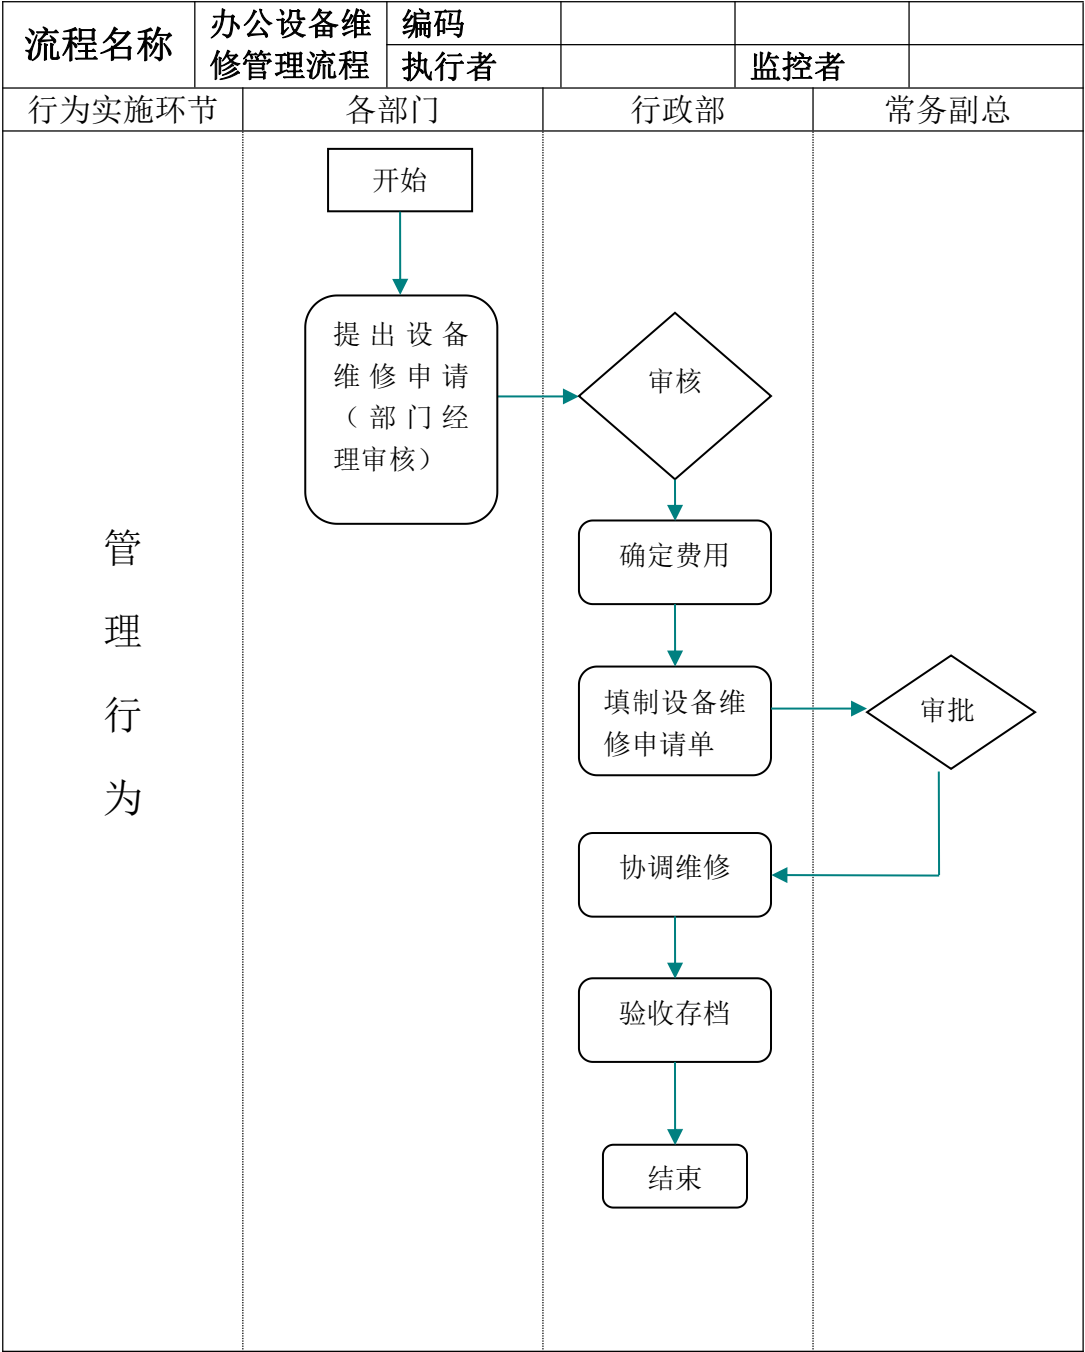 流程名称
办公设备维
修管理流程
编码
执行者
监控者
行为实施环节
各部门
行政部
常务副总
管
理
行
为
开始
提出设备
维修申请
（部门经
理审核）
审核
确定费用
填制设备维
修申请单
审批
协调维修
验收存档
结束